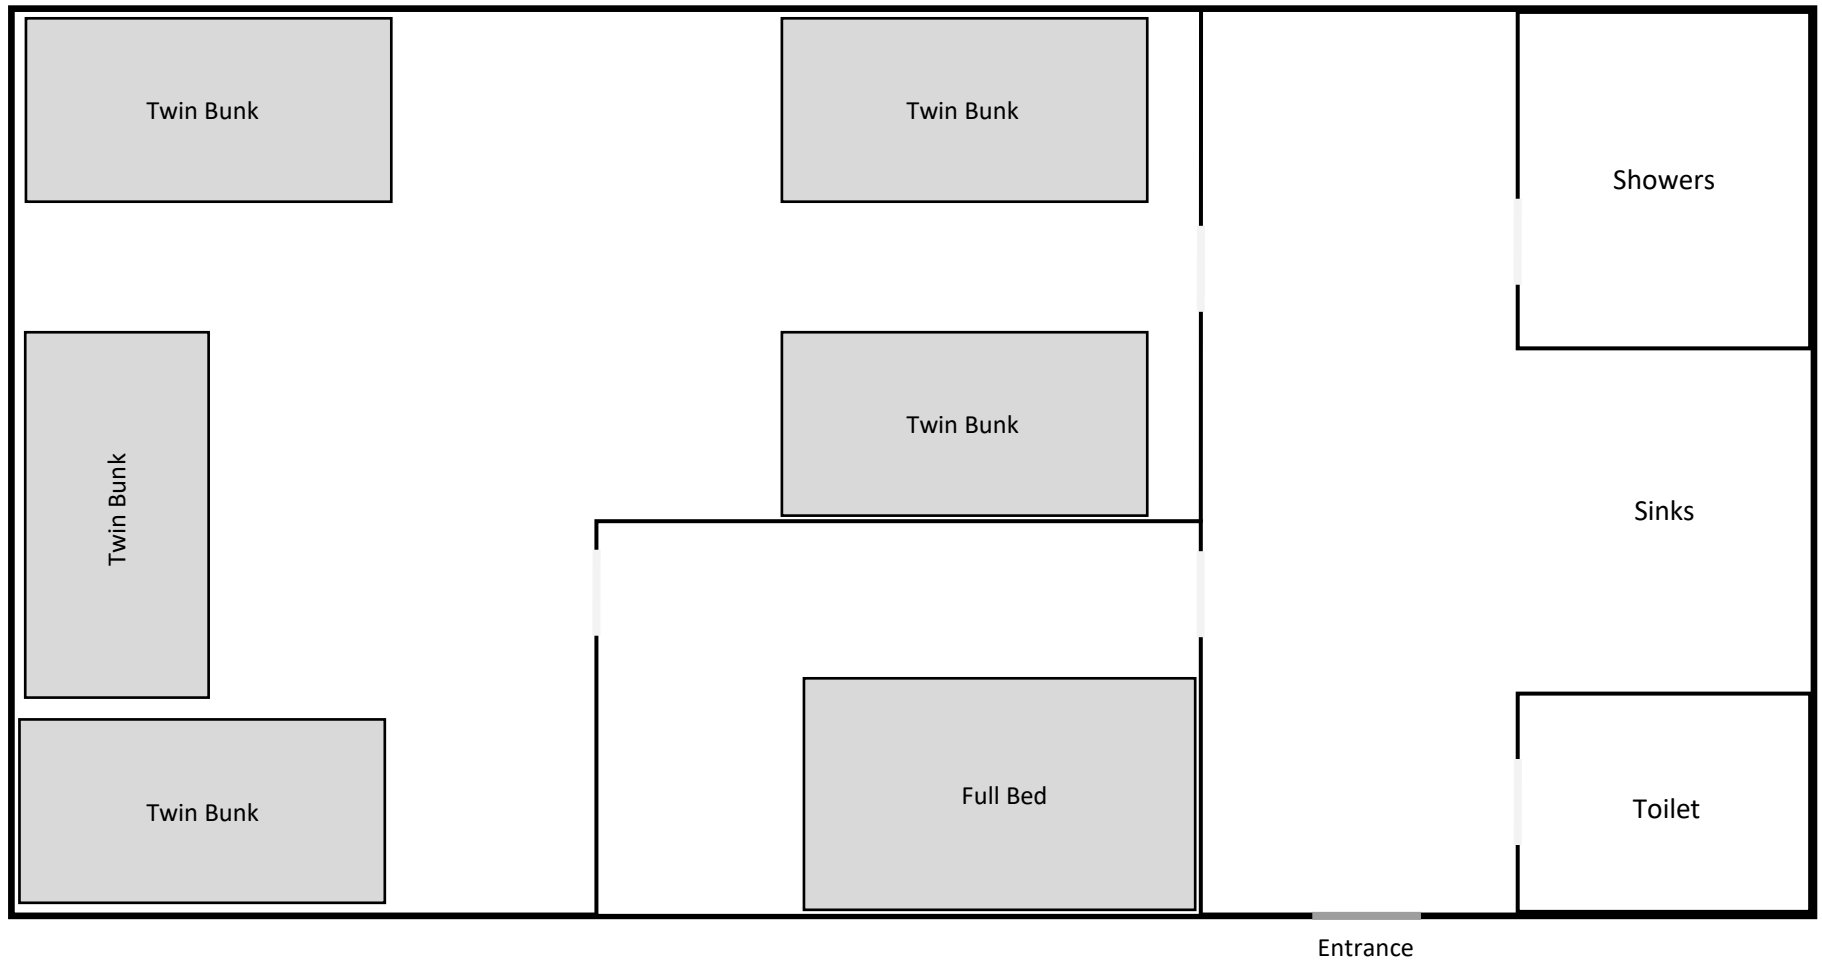 Twin Bunk
Twin Bunk
Showers
Twin Bunk
Twin Bunk
Sinks
Twin Bunk
Full Bed
Toilet
Entrance